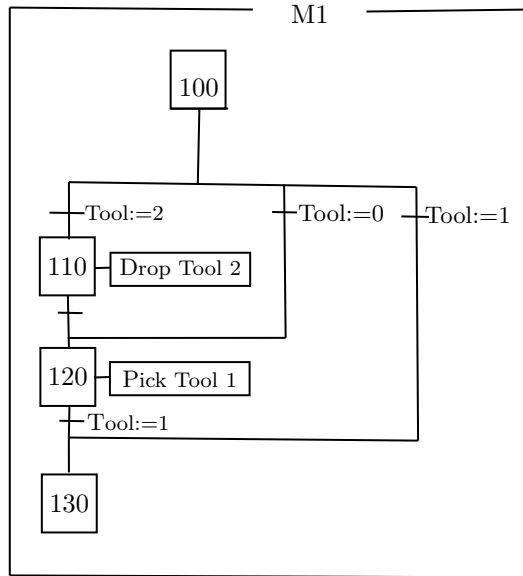 M1
100
Tool:=2
Tool:=0
Tool:=1
110
Drop Tool 2
120
Pick Tool 1
Tool:=1
130